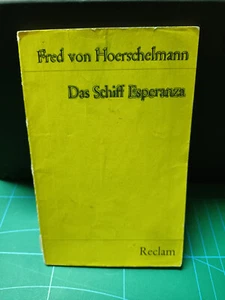 Fred von Hoerschelmann
Das Schiff Esperanza
Reclam